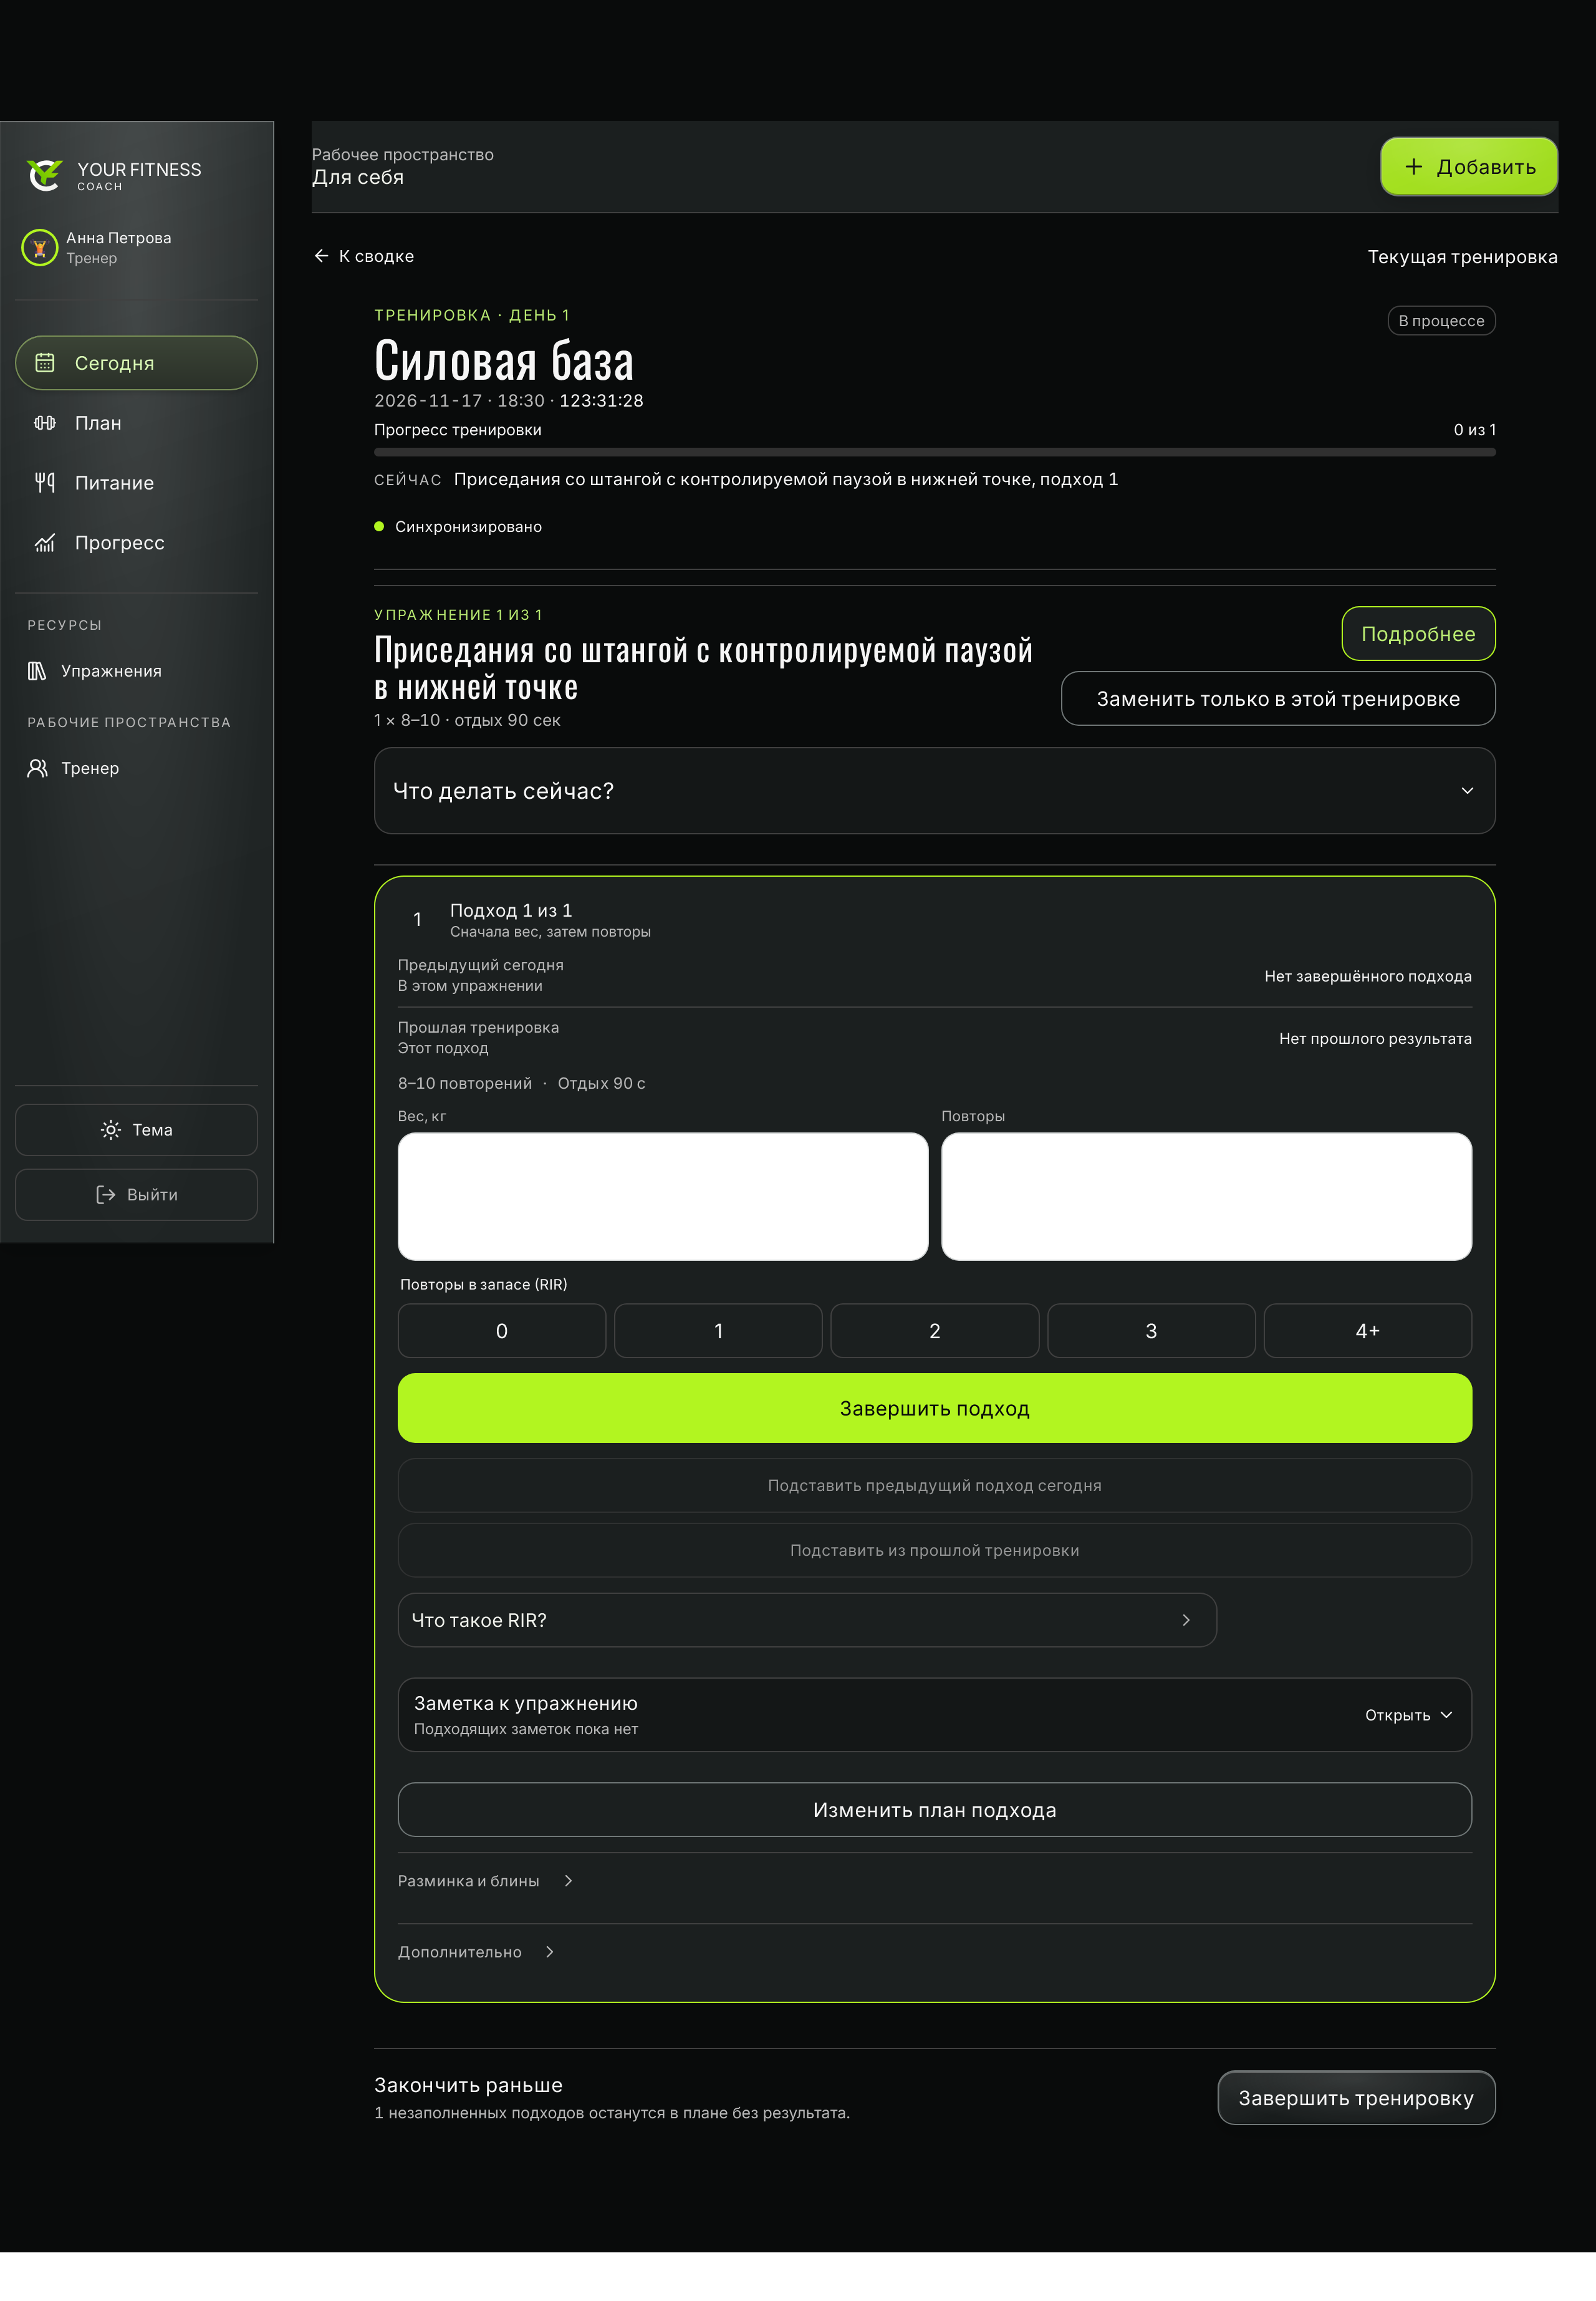 YOUR FITNESS
COACH
Анна Петрова
Тренер
Сегодня
План
Питание
Прогресс
РЕСУРСЫ
Упражнения
РАБОЧИЕ ПРОСТРАНСТВА
Тренер
Тема
Выйти
Рабочее пространство
Для себя
Добавить
К сводке
Текущая тренировка
ТРЕНИРОВКА · ДЕНЬ 1
В процессе
Силовая база
2026-11-17 · 18:30 · 123:31:28
Прогресс тренировки
0 из 1
СЕЙЧАС Приседания со штангой с контролируемой паузой в нижней точке, подход 1
Синхронизировано
УПРАЖНЕНИЕ 1 ИЗ 1
Приседания со штангой с контролируемой паузой
в нижней точке
1 × 8–10 · отдых 90 сек
Подробнее
Заменить только в этой тренировке
Что делать сейчас?
1
Подход 1 из 1
Сначала вес, затем повторы
Предыдущий сегодня
В этом упражнении
Нет завершённого подхода
Прошлая тренировка
Этот подход
Нет прошлого результата
8–10 повторений · Отдых 90 с
Вес, кг
Повторы
Повторы в запасе (RIR)
0
1
2
3
4+
Завершить подход
Подставить предыдущий подход сегодня
Подставить из прошлой тренировки
Что такое RIR?
Заметка к упражнению
Подходящих заметок пока нет
Открыть
Изменить план подхода
Разминка и блины
Дополнительно
Закончить раньше
1 незаполненных подходов останутся в плане без результата.
Завершить тренировку